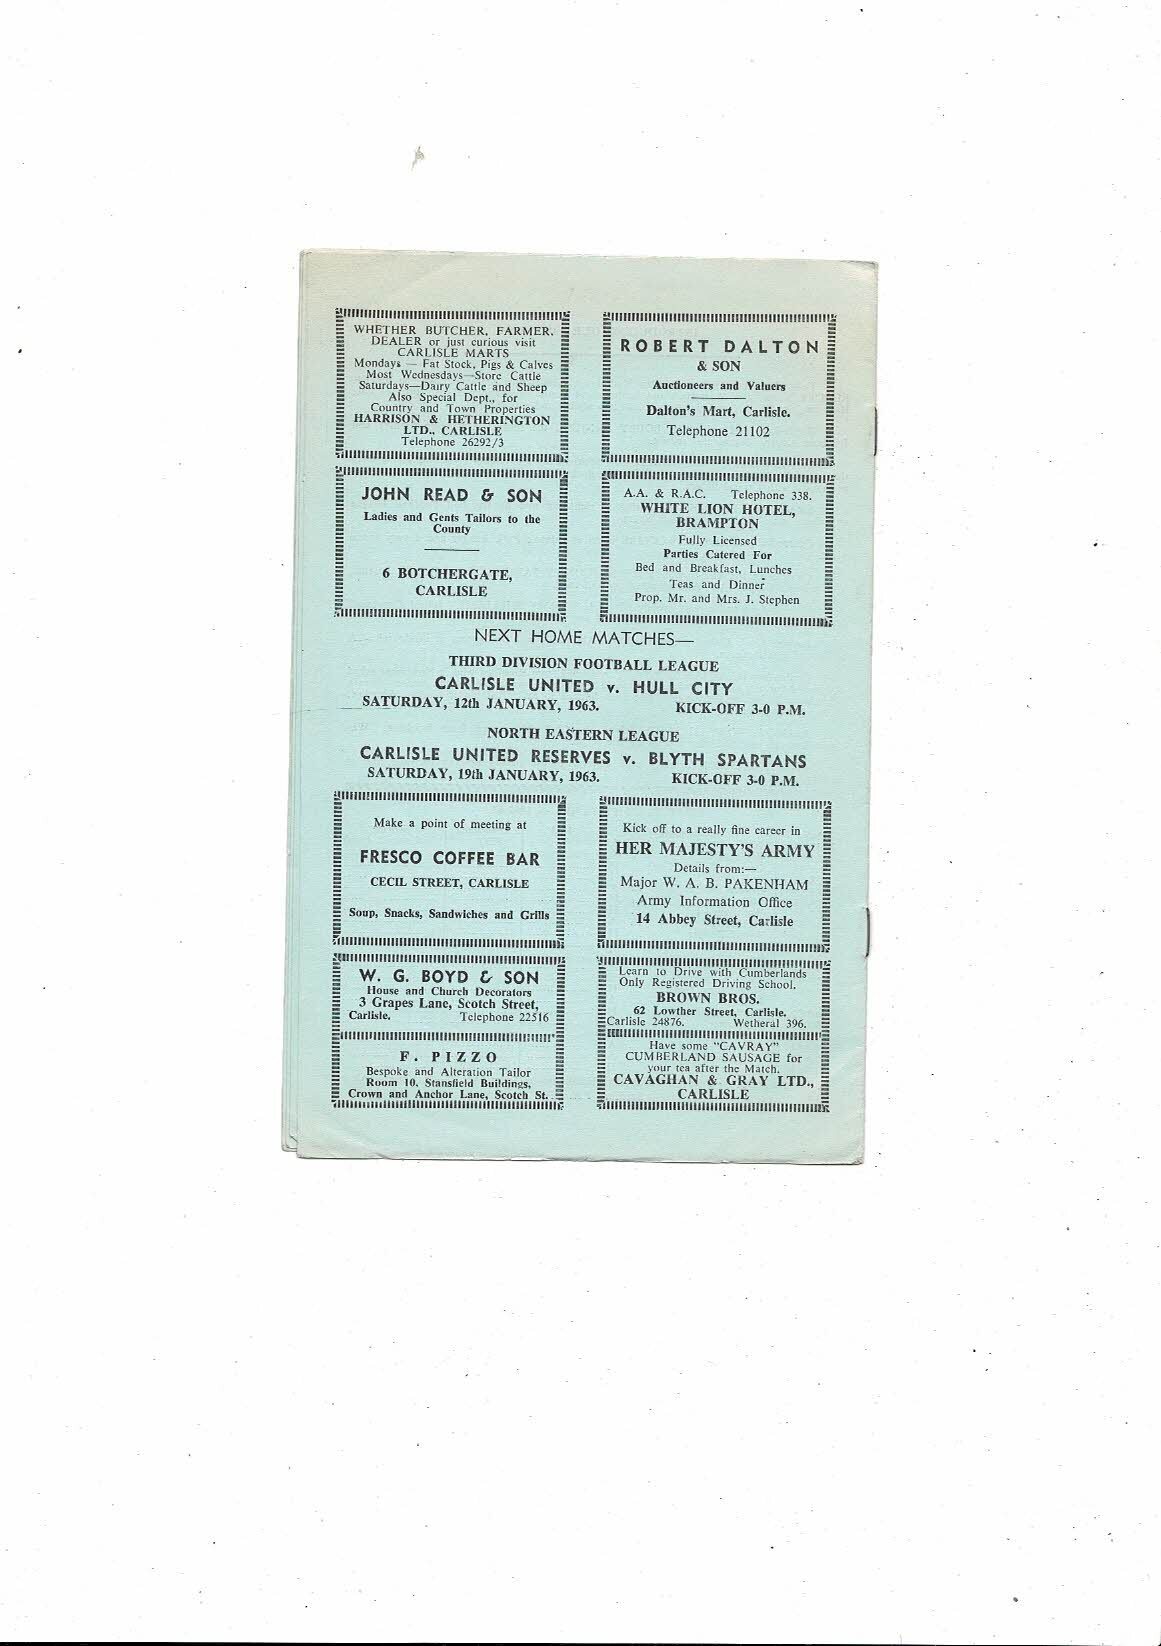 WHETHER BUTCHER, FARMER,
DEALER or just curious visit
CARLISLE MARTS
Mondays — Fat Stock, Pigs & Calves
Most Wednesdays—Store Cattle
Saturdays—Dairy Cattle and Sheep
Also Special Dept., for
Country and Town Properties
HARRISON & HETHERINGTON
LTD., CARLISLE
Telephone 26292/3
ROBERT DALTON
& SON
Auctioneers and Valuers
Dalton's Mart, Carlisle.
Telephone 21102
JOHN READ & SON
Ladies and Gents Tailors to the
County
6 BOTCHERGATE,
CARLISLE
A.A. & R.A.C. Telephone 338.
WHITE LION HOTEL,
BRAMPTON
Fully Licensed
Parties Catered For
Bed and Breakfast, Lunches
Teas and Dinner
Prop. Mr. and Mrs. J. Stephen
NEXT HOME MATCHES—
THIRD DIVISION FOOTBALL LEAGUE
CARLISLE UNITED v. HULL CITY
SATURDAY, 12th JANUARY, 1963. KICK-OFF 3-0 P.M.
NORTH EASTERN LEAGUE
CARLISLE UNITED RESERVES v. BLYTH SPARTANS
SATURDAY, 19th JANUARY, 1963. KICK-OFF 3-0 P.M.
Make a point of meeting at
FRESCO COFFEE BAR
CECIL STREET, CARLISLE
Soup, Snacks, Sandwiches and Grills
Kick off to a really fine career in
HER MAJESTY'S ARMY
Details from:—
Major W. A. B. PAKENHAM
Army Information Office
14 Abbey Street, Carlisle
W. G. BOYD & SON
House and Church Decorators
3 Grapes Lane, Scotch Street,
Carlisle. Telephone 22516
F. PIZZO
Bespoke and Alteration Tailor
Room 10, Stansfield Buildings,
Crown and Anchor Lane, Scotch St.
Learn to Drive with Cumberlands
Only Registered Driving School.
BROWN BROS.
62 Lowther Street, Carlisle.
Carlisle 24876. Wetheral 396.
Have some "CAVRAY"
CUMBERLAND SAUSAGE for
your tea after the Match.
CAVAGHAN & GRAY LTD.,
CARLISLE